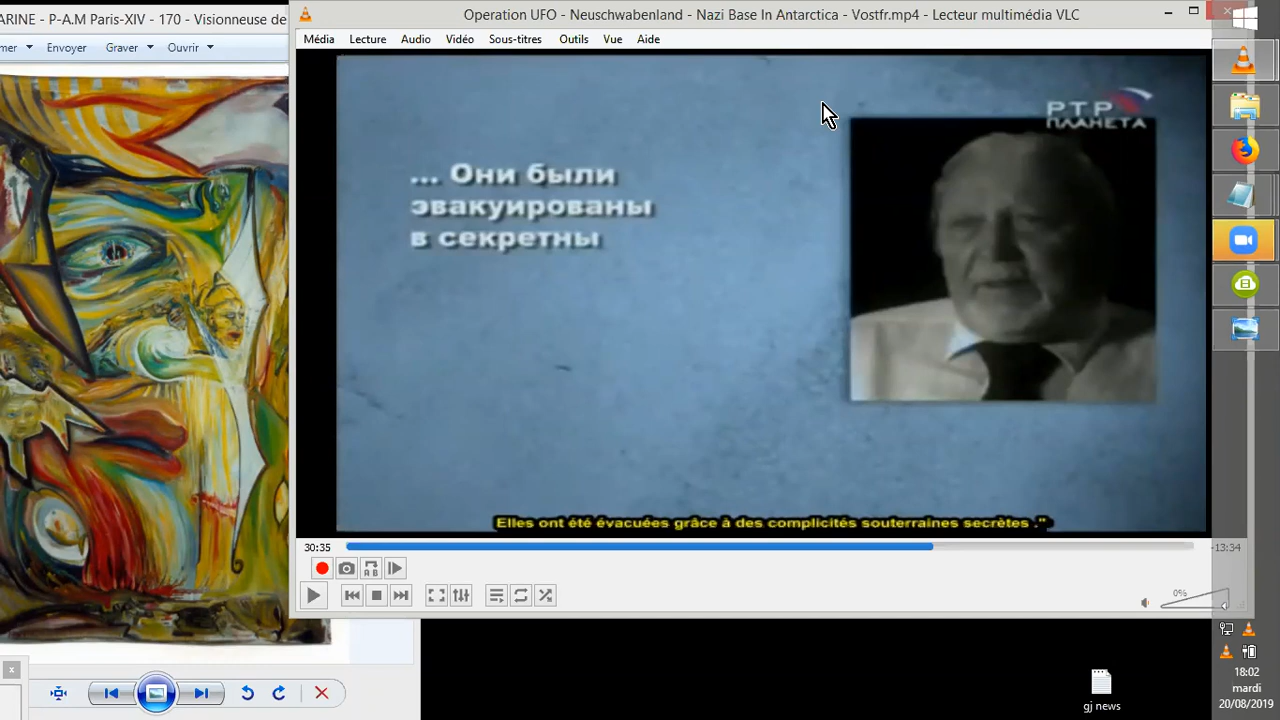 ARINE - P-A.M Paris-XIV - 170 - Visionneuse de
mer Envoyer Graver Ouvrir
Operation UFO - Neuschwabenland - Nazi Base In Antarctica - Vostfr.mp4 - Lecteur multimédia VLC
Média Lecture Audio Vidéo Sous-titres Outils Vue Aide
РТР
ПЛАНЕТА
... Они были
эвакуированы
в секретны
Elles ont été évacuées grâce à des complicités souterraines secrètes ."
30:35
-13:34
A B
0%
gj news
18:02
mardi
20/08/2019